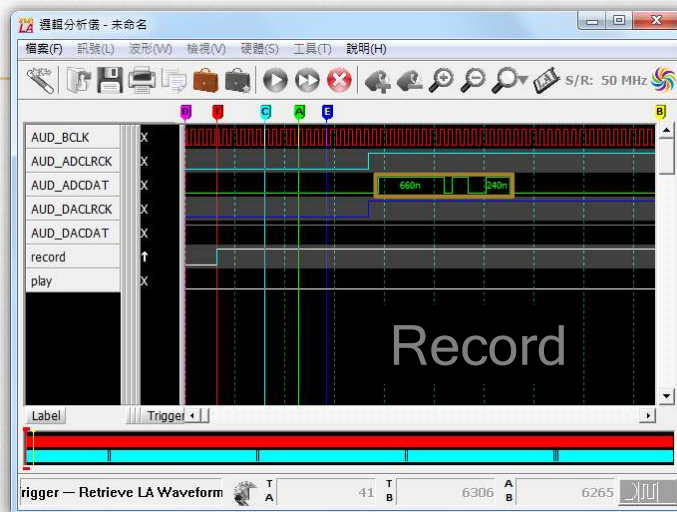 LA 邏輯分析儀 - 未命名
檔案(F) 訊號(L) 波形(W) 檢視(V) 硬體(S) 工具(T) 說明(H)
S/R: 50 MHz
D T C A E B
AUD_BCLK X
AUD_ADCLRCK X
AUD_ADCDAT X 660n 240n
AUD_DACLRCK X
AUD_DACDAT X
record ↑
play X
Record
Label Trigger
rigger — Retrieve LA Waveform T A 41 T B 6306 A B 6265